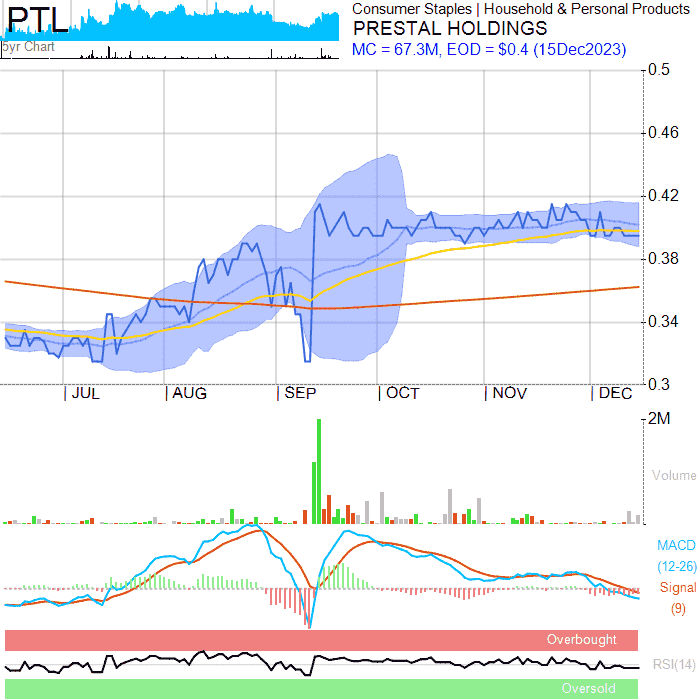 PTL
5yr Chart
Consumer Staples | Household & Personal Products
PRESTAL HOLDINGS
MC = 67.3M, EOD = $0.4 (15Dec2023)
0.5
0.46
0.42
0.38
0.34
0.3
JUL
AUG
SEP
OCT
NOV
DEC
2M
Volume
MACD
(12-26)
Signal
(9)
Overbought
RSI(14)
Oversold